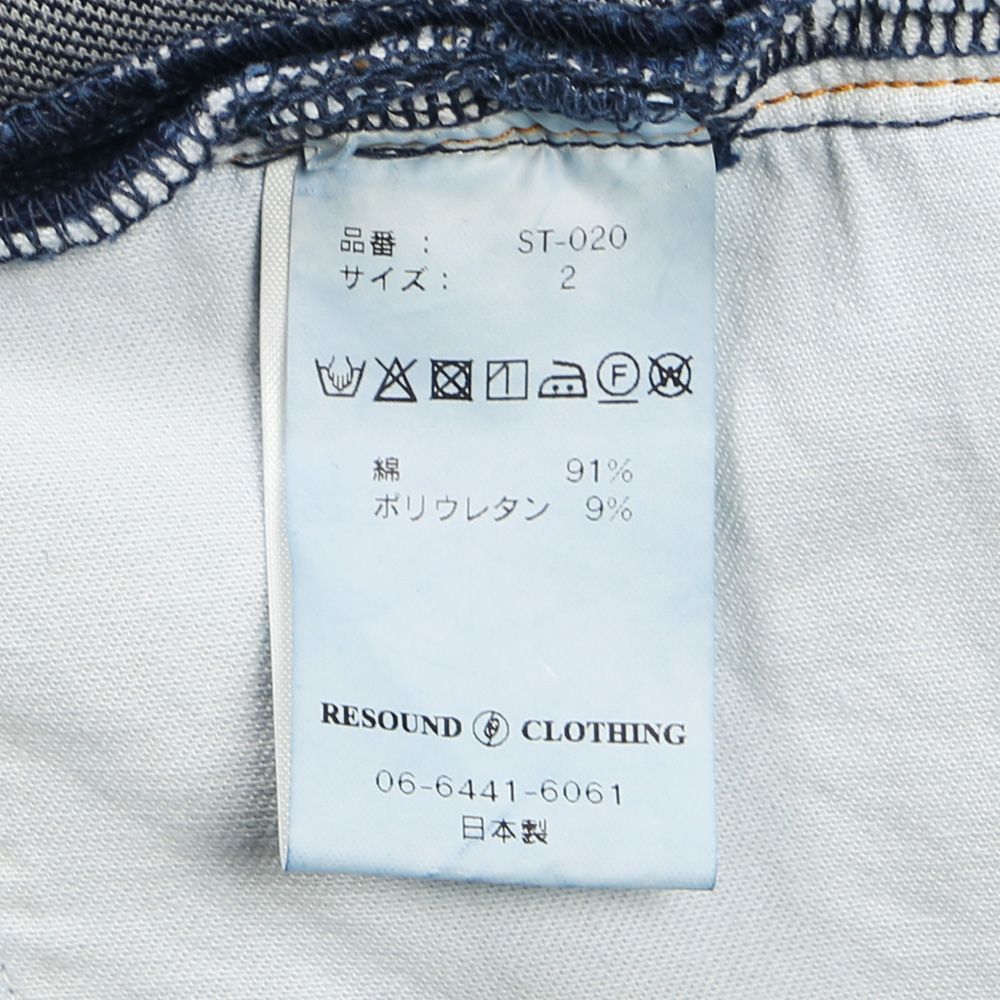 品番 : ST-020
サイズ: 2
F W
綿 91%
ポリウレタン 9%
RESOUND CLOTHING
06-6441-6061
日本製